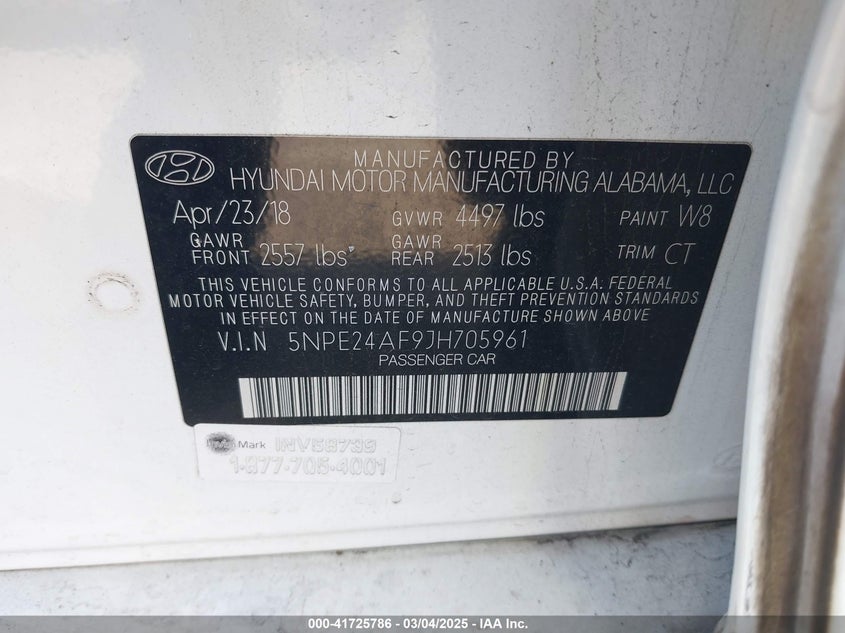 MANUFACTURED BY
HYUNDAI MOTOR MANUFACTURING ALABAMA, LLC
Apr/23/18 GVWR 4497 lbs PAINT W8
GAWR FRONT 2557 lbs GAWR REAR 2513 lbs TRIM CT
THIS VEHICLE CONFORMS TO ALL APPLICABLE U.S.A. FEDERAL
MOTOR VEHICLE SAFETY, BUMPER, AND THEFT PREVENTION STANDARDS
IN EFFECT ON THE DATE OF MANUFACTURE SHOWN ABOVE
V.I.N 5NPE24AF9JH705961
PASSENGER CAR
Mark INV58739
1-877-705-4001
000-41725786 - 03/04/2025 - IAA Inc.